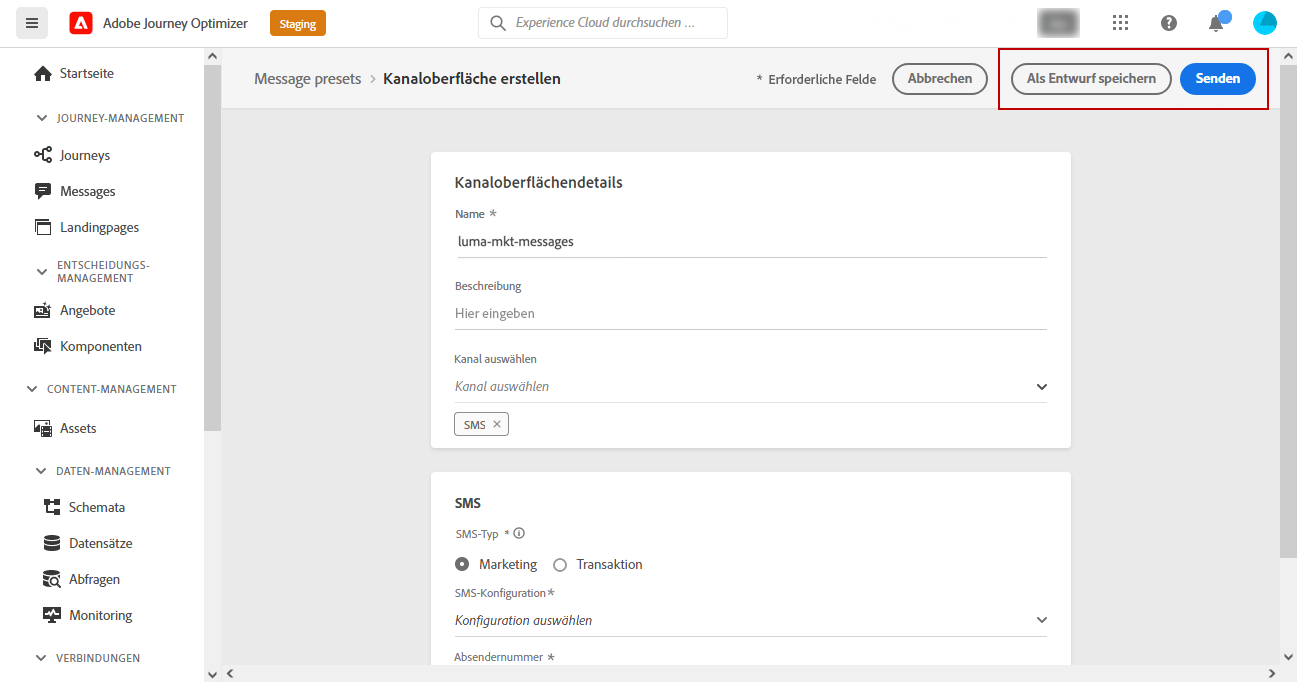 Adobe Journey Optimizer
Staging
Experience Cloud durchsuchen ...
Startseite
JOURNEY-MANAGEMENT
Journeys
Messages
Landingpages
ENTSCHEIDUNGS-
MANAGEMENT
Angebote
Komponenten
CONTENT-MANAGEMENT
Assets
DATEN-MANAGEMENT
Schemata
Datensätze
Abfragen
Monitoring
VERBINDUNGEN
Message presets > Kanaloberfläche erstellen
* Erforderliche Felde
Abbrechen
Als Entwurf speichern
Senden
Kanaloberflächendetails
Name *
luma-mkt-messages
Beschreibung
Hier eingeben
Kanal auswählen
Kanal auswählen
SMS ×
SMS
SMS-Typ *
Marketing Transaktion
SMS-Konfiguration*
Konfiguration auswählen
Absendernummer *